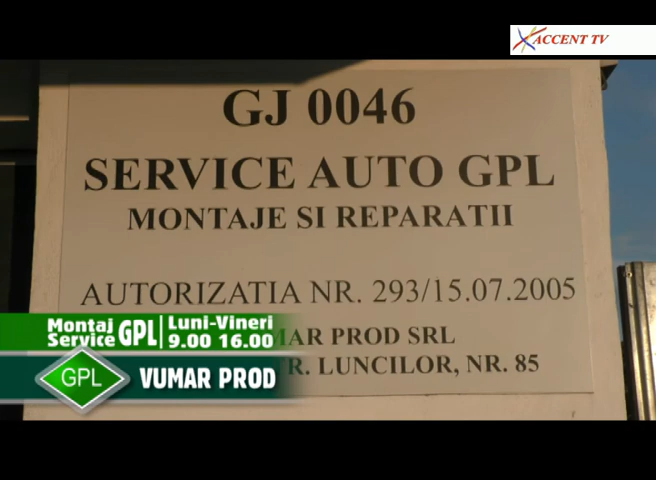 ACCENT TV
GJ 0046
SERVICE AUTO GPL
MONTAJE SI REPARATII
AUTORIZATIA NR. 293/15.07.2005
PROD SRL
LUNCILOR, NR. 85
Montaj Service GPL
Luni-Vineri
9.00 16.00
GPL
VUMAR PROD